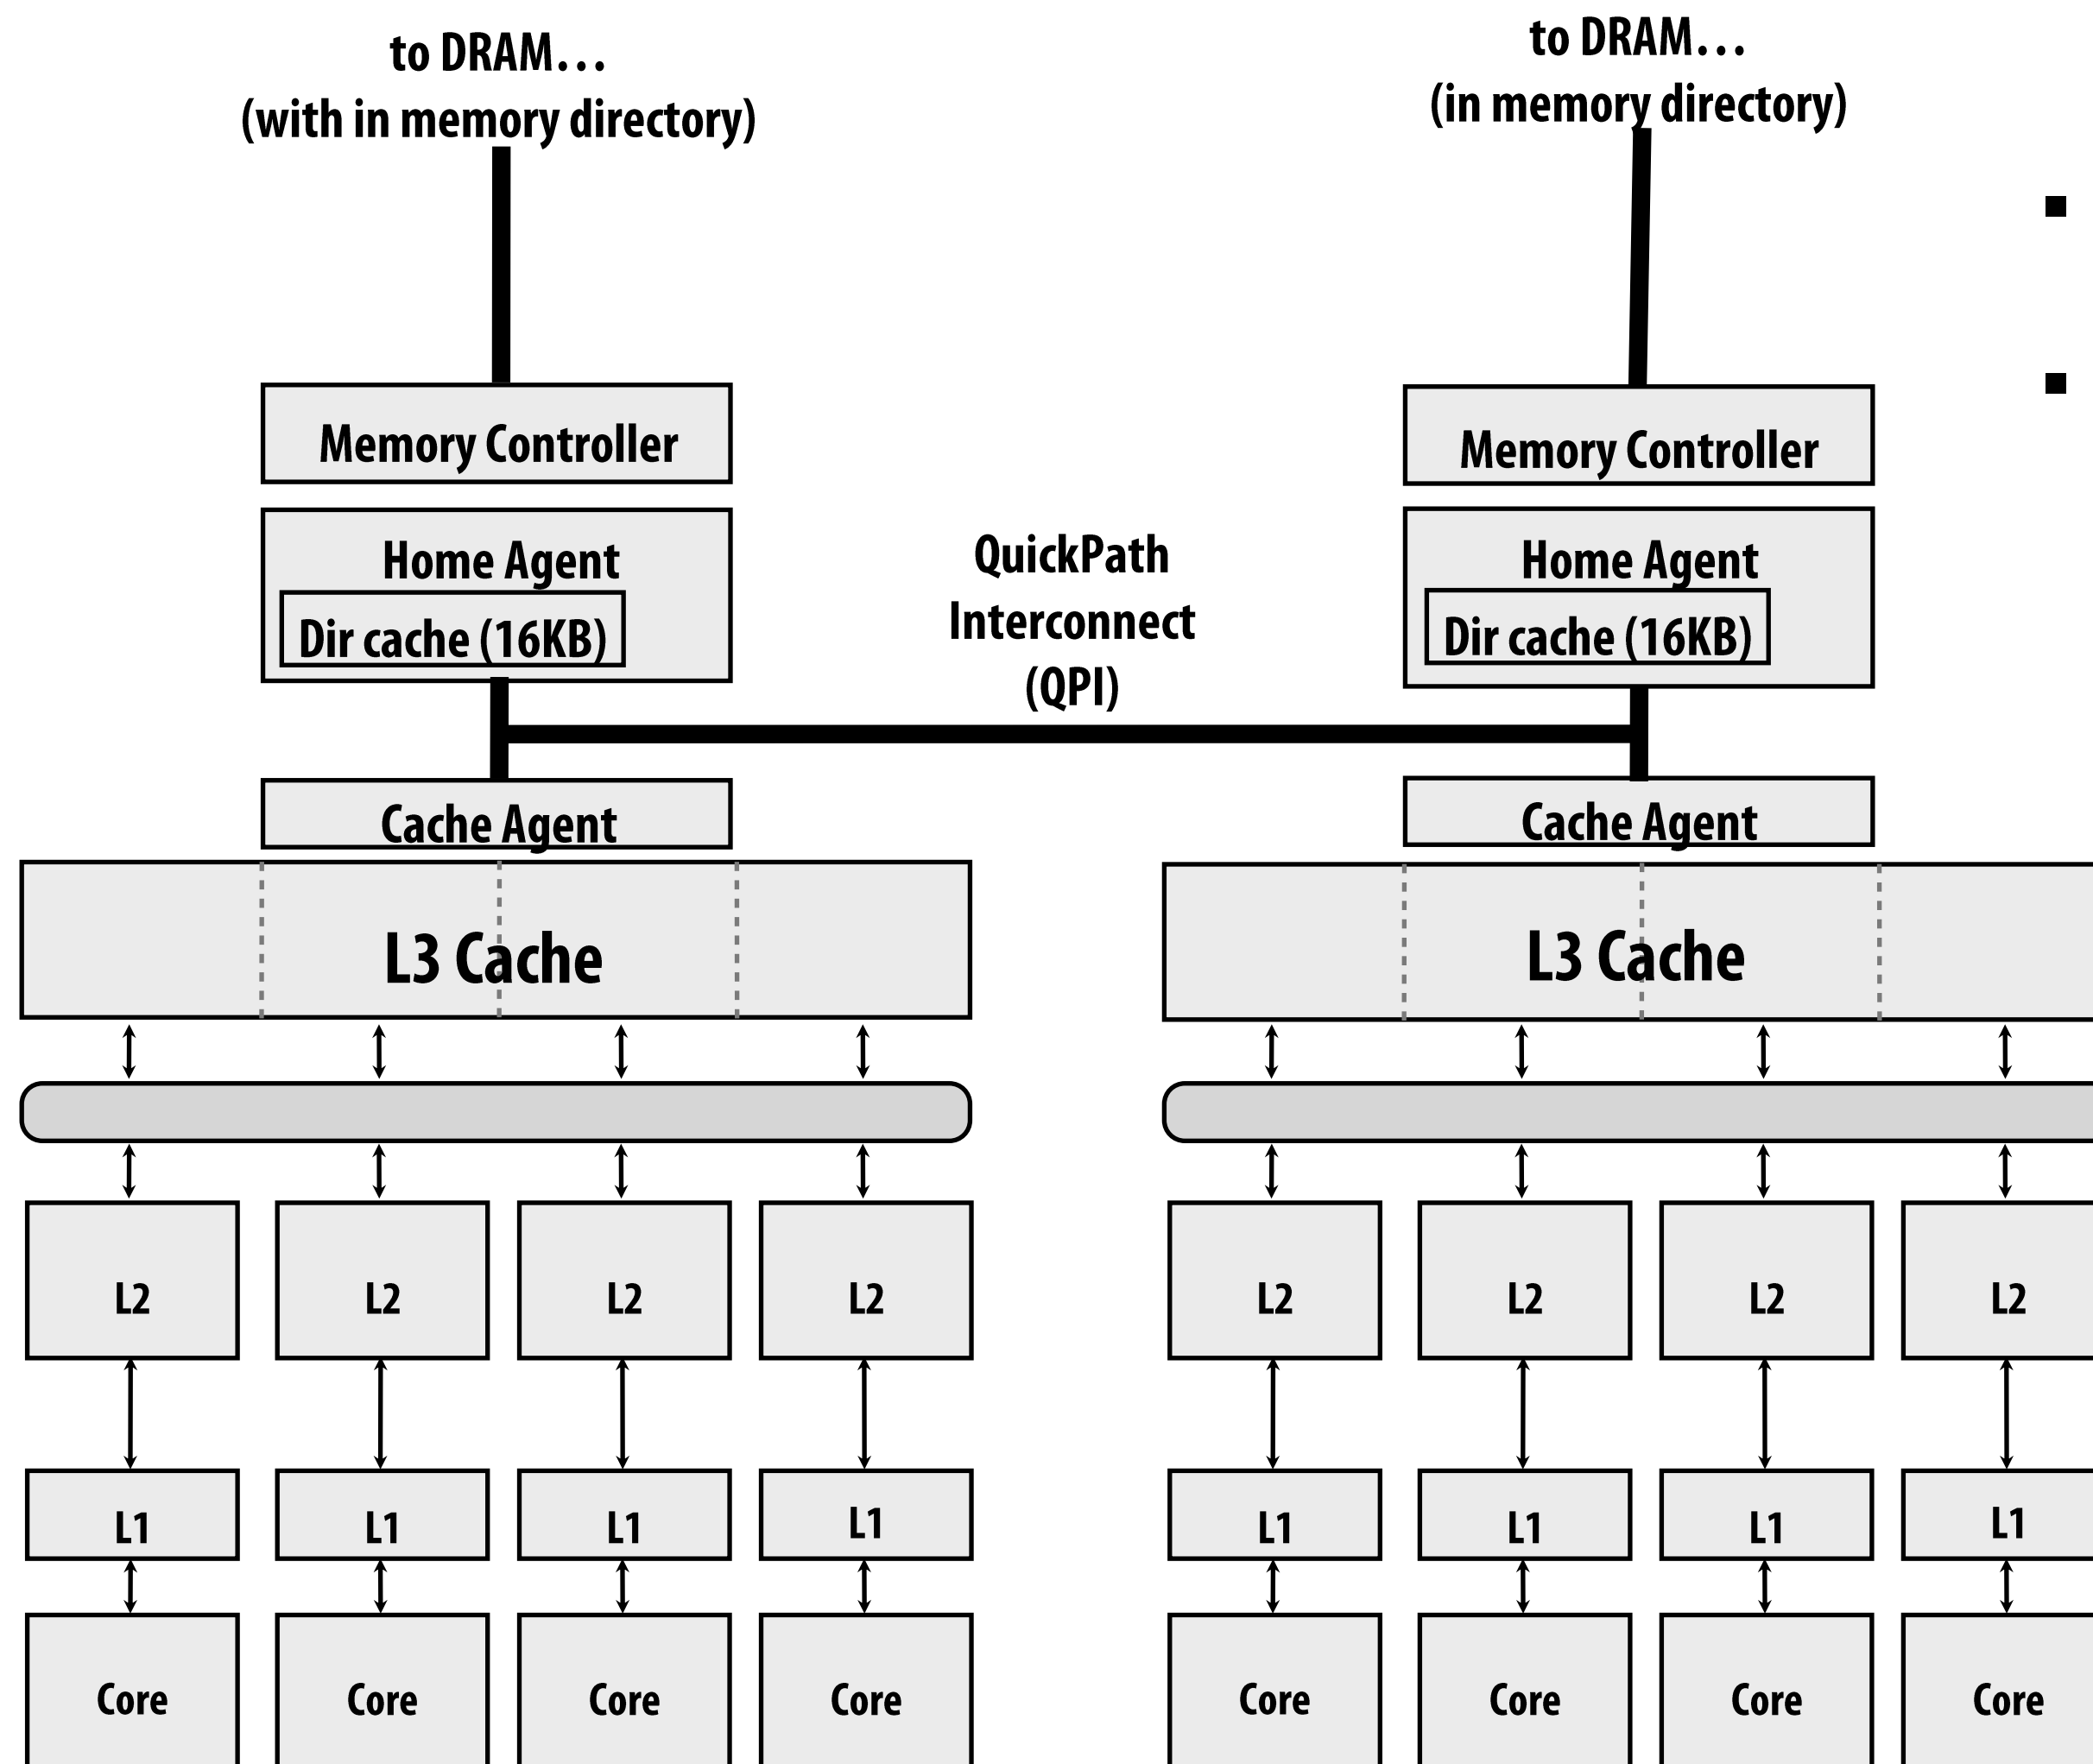 to DRAM…
(with in memory directory)
to DRAM…
(in memory directory)
Memory Controller
Memory Controller
Home Agent
Dir cache (16KB)
QuickPath
Interconnect
(QPI)
Home Agent
Dir cache (16KB)
Cache Agent
Cache Agent
L3 Cache
L3 Cache
L2
L2
L2
L2
L2
L2
L2
L2
L1
L1
L1
L1
L1
L1
L1
L1
Core
Core
Core
Core
Core
Core
Core
Core